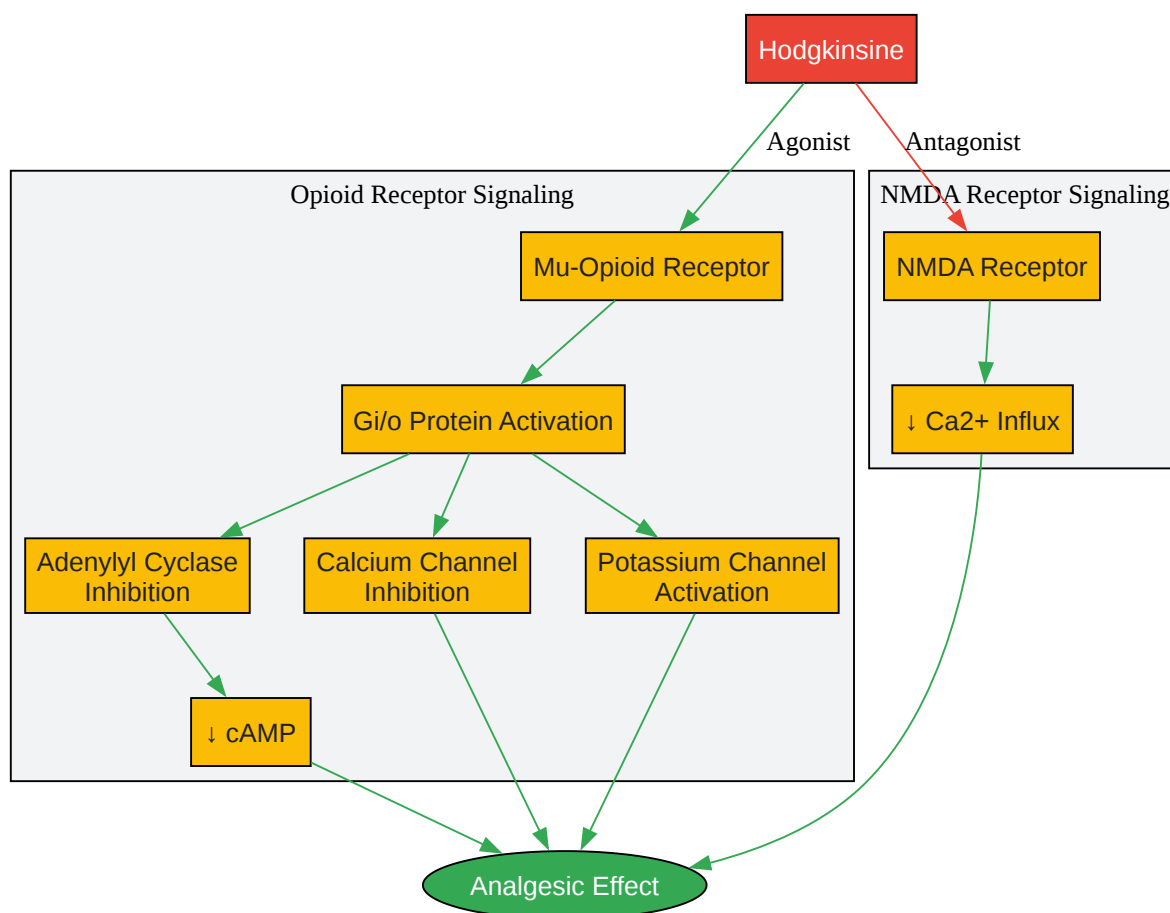 Hodgkinsine
Agonist
Antagonist
Opioid Receptor Signaling
NMDA Receptor Signaling
Mu-Opioid Receptor
NMDA Receptor
Gi/o Protein Activation
↓ Ca2+ Influx
Adenylyl Cyclase
Inhibition
Calcium Channel
Inhibition
Potassium Channel
Activation
↓ cAMP
Analgesic Effect